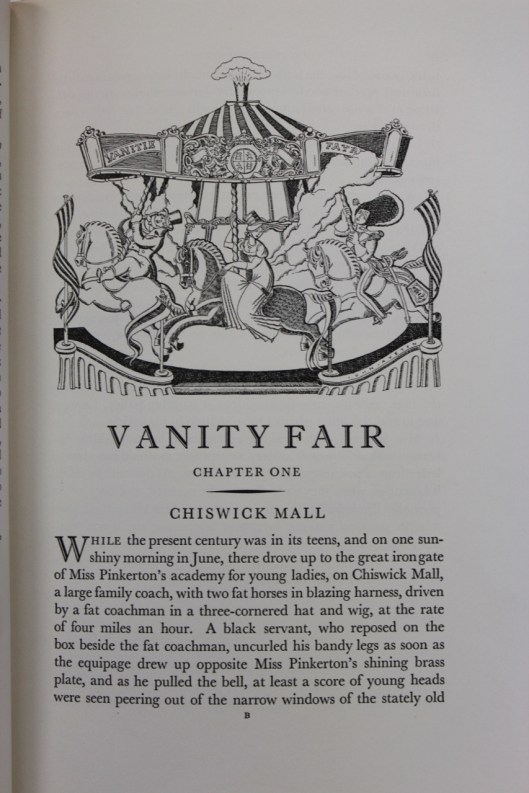 VANITIE FAYR
VANITY FAIR
CHAPTER ONE
CHISWICK MALL
WHILE the present century was in its teens, and on one sun-
shiny morning in June, there drove up to the great iron gate
of Miss Pinkerton's academy for young ladies, on Chiswick Mall,
a large family coach, with two fat horses in blazing harness, driven
by a fat coachman in a three-cornered hat and wig, at the rate
of four miles an hour. A black servant, who reposed on the
box beside the fat coachman, uncurled his bandy legs as soon as
the equipage drew up opposite Miss Pinkerton's shining brass
plate, and as he pulled the bell, at least a score of young heads
were seen peering out of the narrow windows of the stately old
B